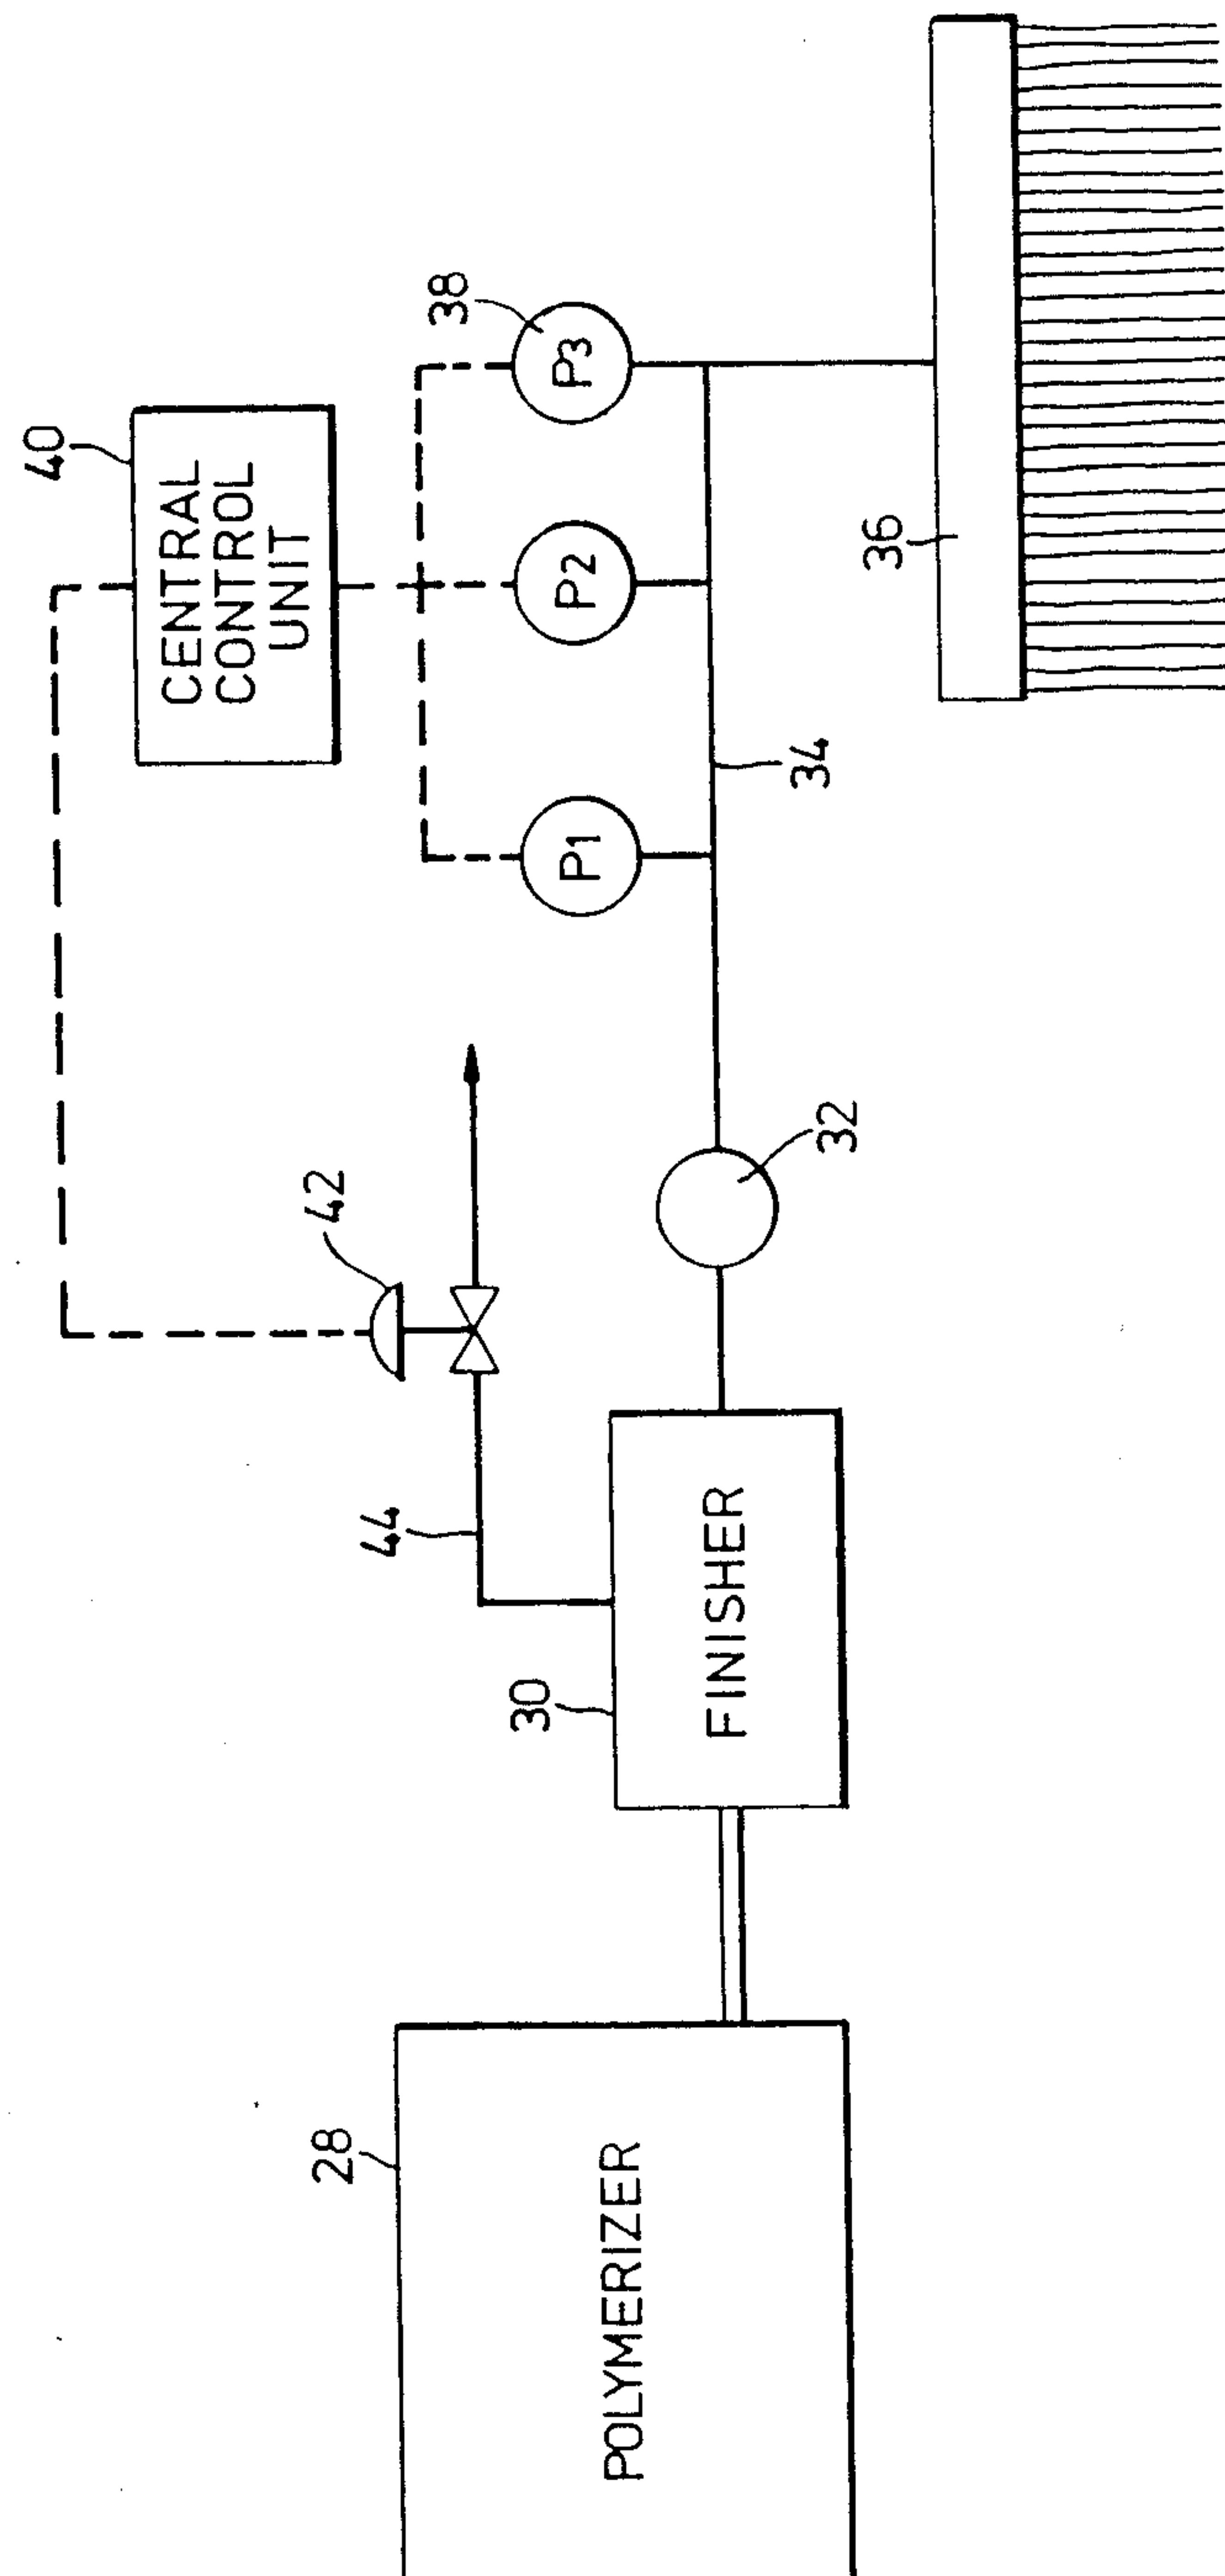 40
CENTRAL
CONTROL
UNIT
38
P1
P2
P3
42
44
34
32
36
28
30
POLYMERIZER
FINISHER